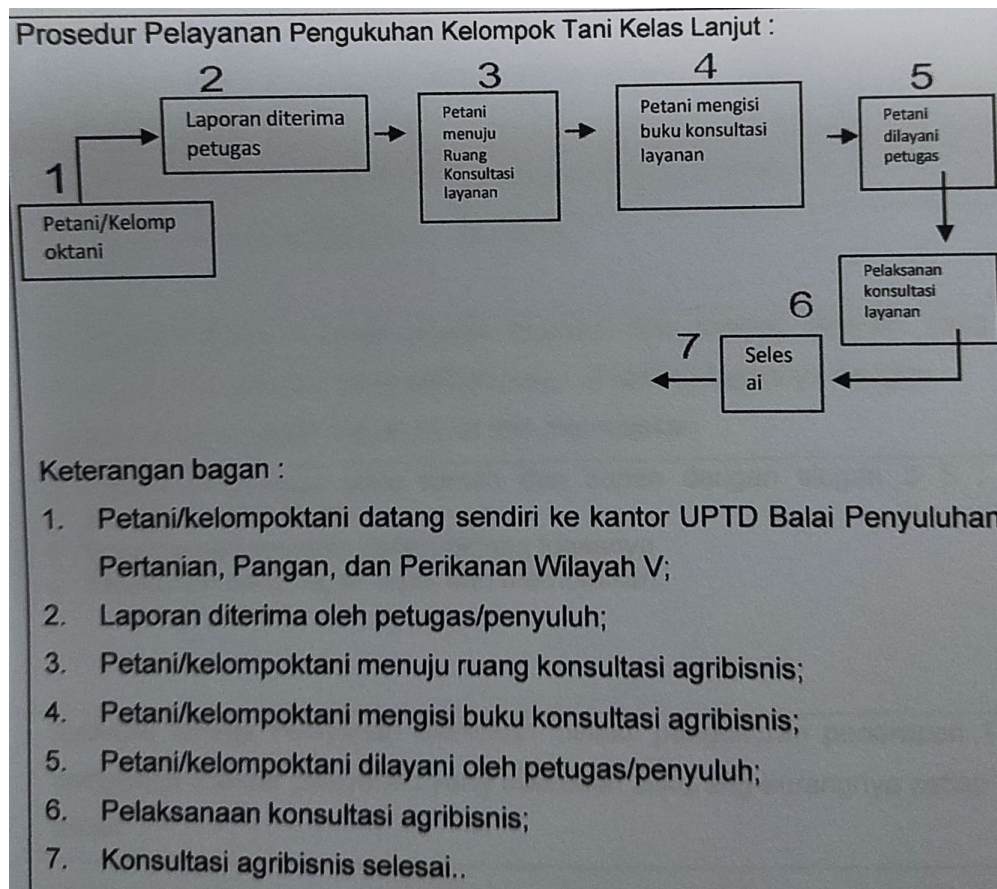 Prosedur Pelayanan Pengukuhan Kelompok Tani Kelas Lanjut :
1
Petani/Kelomp
oktani
2
Laporan diterima
petugas
3
Petani
menuju
Ruang
Konsultasi
layanan
4
Petani mengisi
buku konsultasi
layanan
5
Petani
dilayani
petugas
6
Pelaksanan
konsultasi
layanan
7
Seles
ai
Keterangan bagan :
1. Petani/kelompoktani datang sendiri ke kantor UPTD Balai Penyuluhan
Pertanian, Pangan, dan Perikanan Wilayah V;
2. Laporan diterima oleh petugas/penyuluh;
3. Petani/kelompoktani menuju ruang konsultasi agribisnis;
4. Petani/kelompoktani mengisi buku konsultasi agribisnis;
5. Petani/kelompoktani dilayani oleh petugas/penyuluh;
6. Pelaksanaan konsultasi agribisnis;
7. Konsultasi agribisnis selesai..